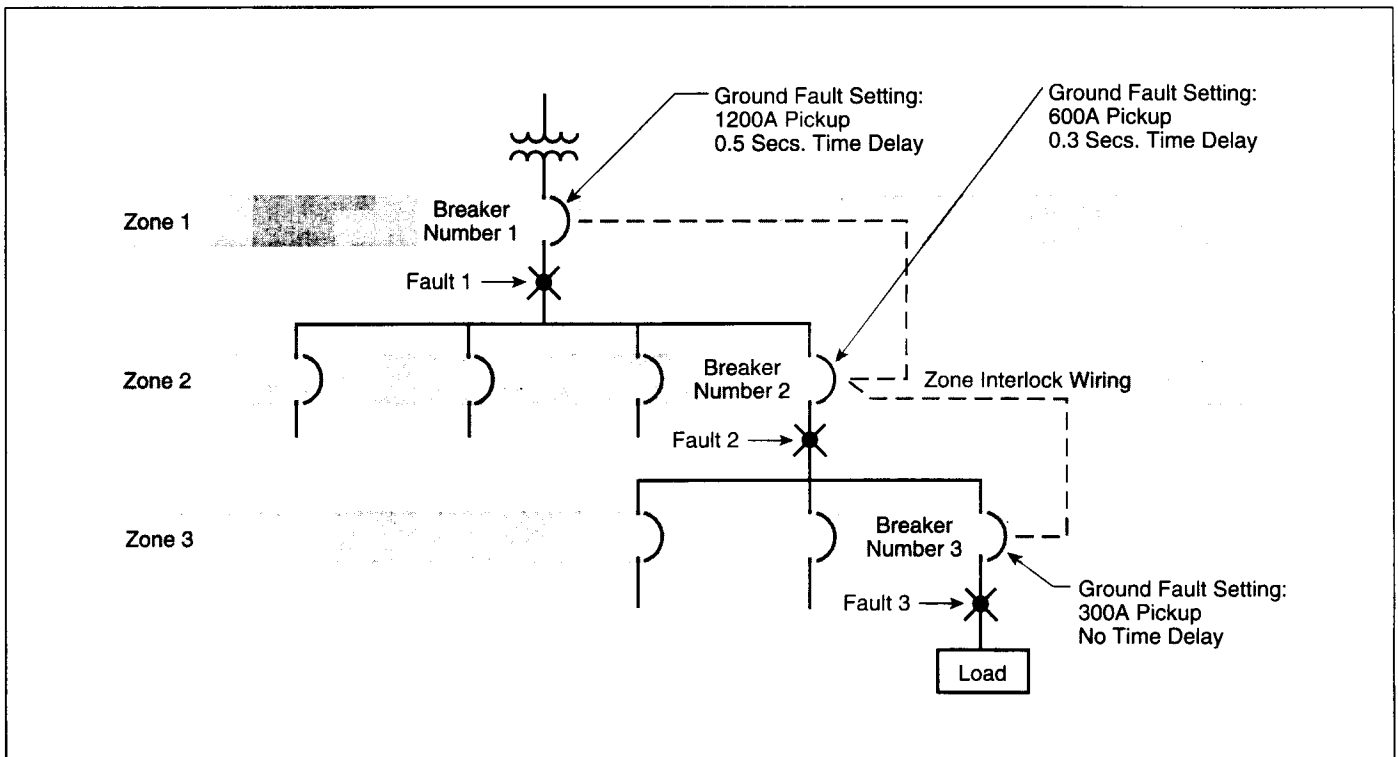 Ground Fault Setting:
1200A Pickup
0.5 Secs. Time Delay
Ground Fault Setting:
600A Pickup
0.3 Secs. Time Delay
Zone 1
Breaker
Number 1
Fault 1
Zone 2
Breaker
Number 2
Zone Interlock Wiring
Fault 2
Zone 3
Breaker
Number 3
Fault 3
Ground Fault Setting:
300A Pickup
No Time Delay
Load